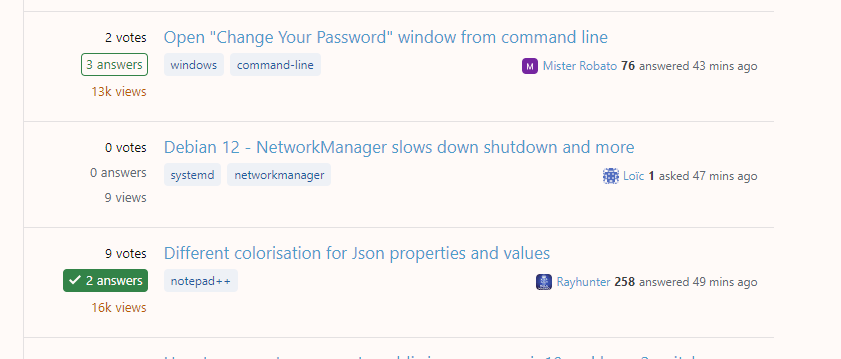 2 votes
Open "Change Your Password" window from command line
3 answers
windows command-line
M Mister Robato 76 answered 43 mins ago
13k views
0 votes
Debian 12 - NetworkManager slows down shutdown and more
0 answers
systemd networkmanager
Loïc 1 asked 47 mins ago
9 views
9 votes
Different colorisation for Json properties and values
2 answers
notepad++
Rayhunter 258 answered 49 mins ago
16k views